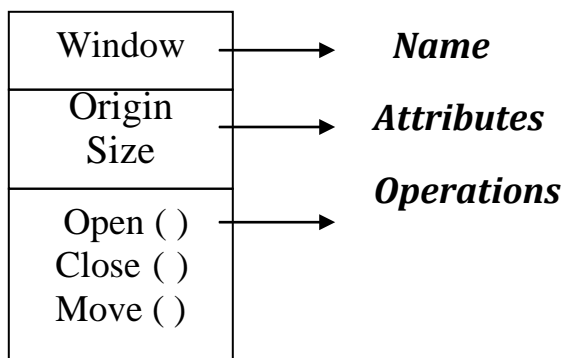 Window
Name
Origin
Size
Attributes
Operations
Open ( )
Close ( )
Move ( )